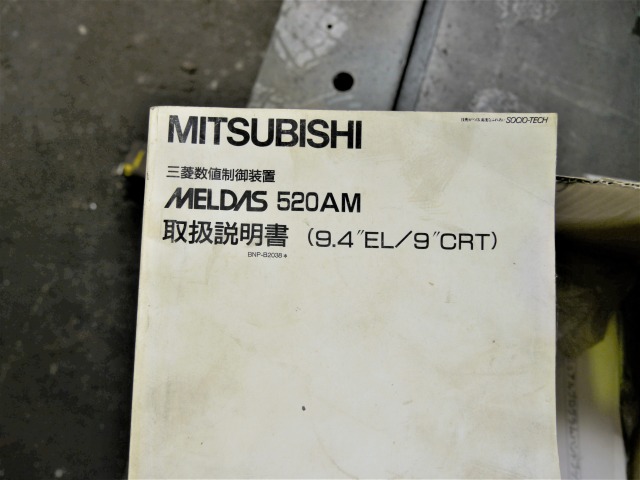 SOCIO-TECH
MITSUBISHI
三菱数値制御装置
MELDAS 520AM
取扱説明書 (9.4″EL/9″CRT)
BNP-B2038*